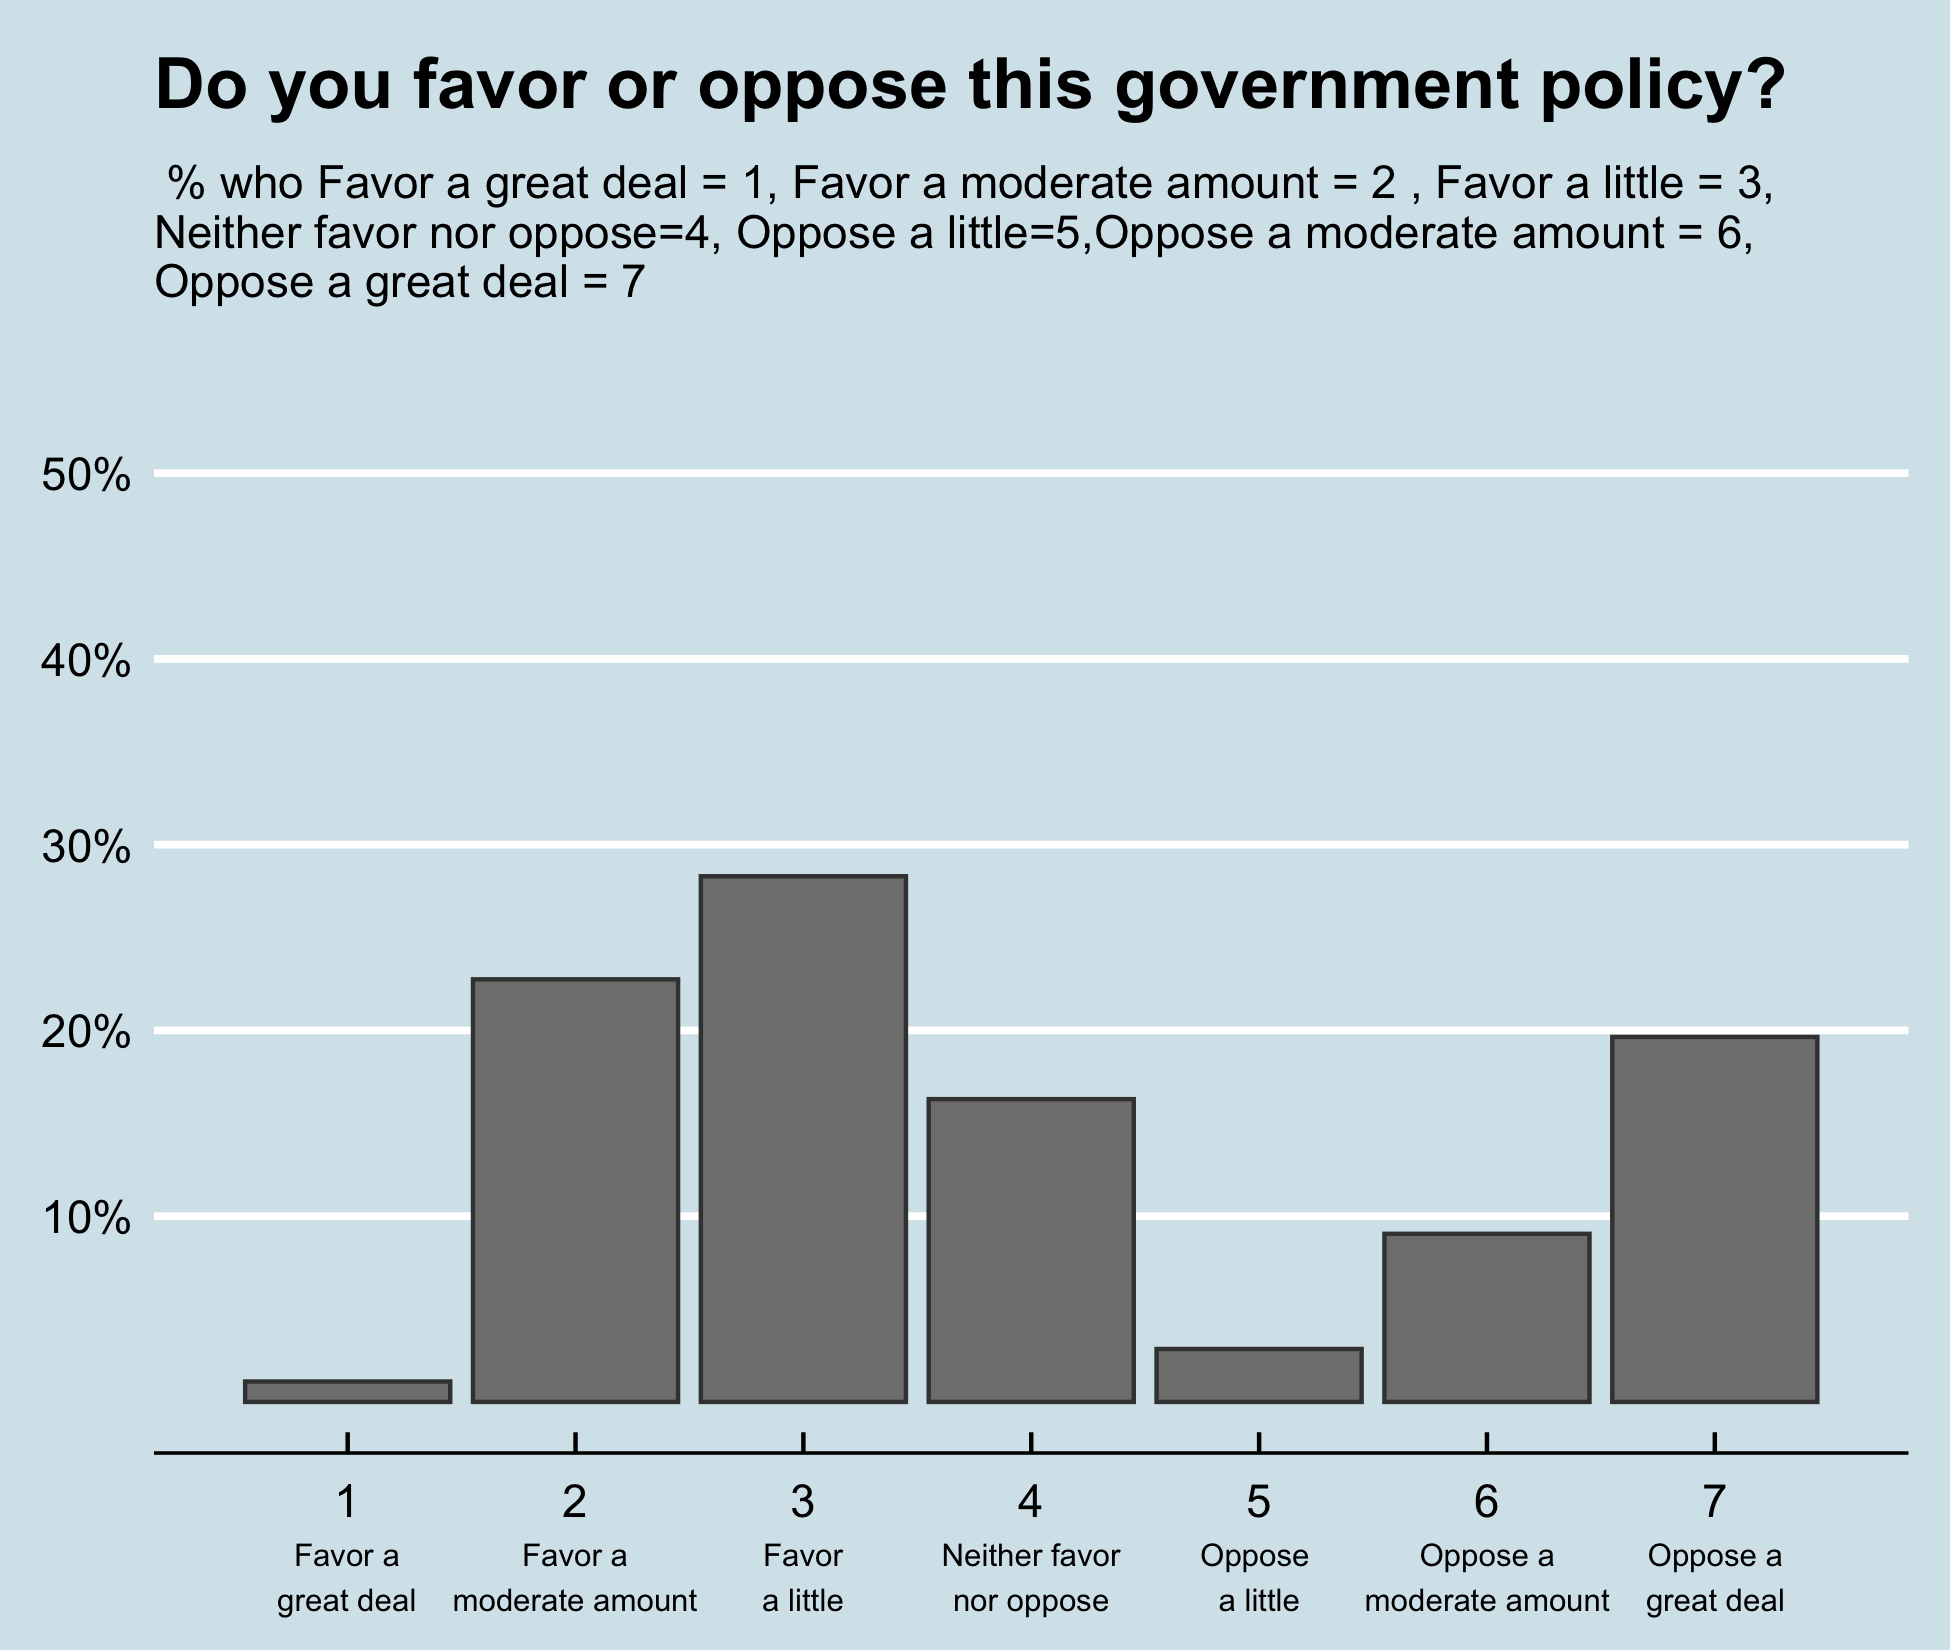 Do you favor or oppose this government policy?
% who Favor a great deal = 1, Favor a moderate amount = 2 , Favor a little = 3,
Neither favor nor oppose=4, Oppose a little=5,Oppose a moderate amount = 6,
Oppose a great deal = 7
50%
40%
30%
20%
10%
1 2 3 4 5 6 7
Favor a Favor a Favor Neither favor Oppose Oppose a Oppose a
great deal moderate amount a little nor oppose a little moderate amount great deal